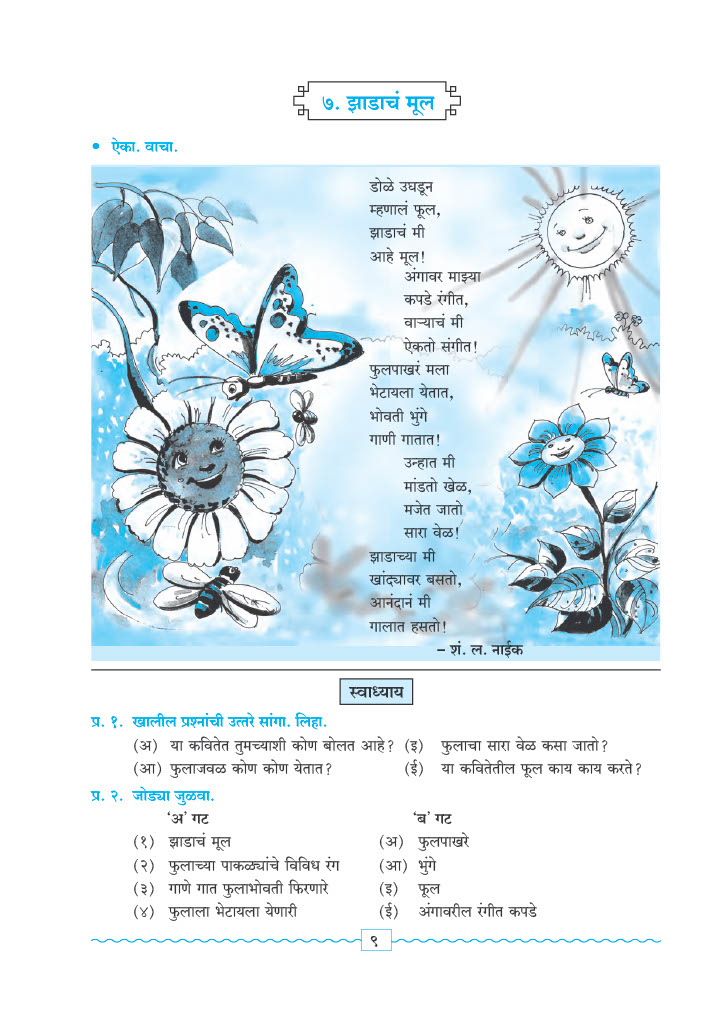 ७. झाडाचं मूल
• ऐका. वाचा.
डोळे उघडून
म्हणालं फूल,
झाडाचं मी
आहे मूल!
अंगावर माझ्या
कपडे रंगीत,
वाऱ्याचं मी
ऐकतो संगीत!
फुलपाखरं मला
भेटायला येतात,
भोवती भुंगे
गाणी गातात!
उन्हात मी
मांडतो खेळ,
मजेत जातो
सारा वेळ!
झाडाच्या मी
खांद्यावर बसतो,
आनंदानं मी
गालात हसतो!
– शं. ल. नाईक
स्वाध्याय
प्र. १. खालील प्रश्नांची उत्तरे सांगा. लिहा.
(अ) या कवितेत तुमच्याशी कोण बोलत आहे? (इ) फुलाचा सारा वेळ कसा जातो?
(आ) फुलाजवळ कोण कोण येतात? (ई) या कवितेतील फूल काय काय करते?
प्र. २. जोड्या जुळवा.
'अ' गट 'ब' गट
(१) झाडाचं मूल (अ) फुलपाखरे
(२) फुलाच्या पाकळ्यांचे विविध रंग (आ) भुंगे
(३) गाणे गात फुलाभोवती फिरणारे (इ) फूल
(४) फुलाला भेटायला येणारी (ई) अंगावरील रंगीत कपडे
९